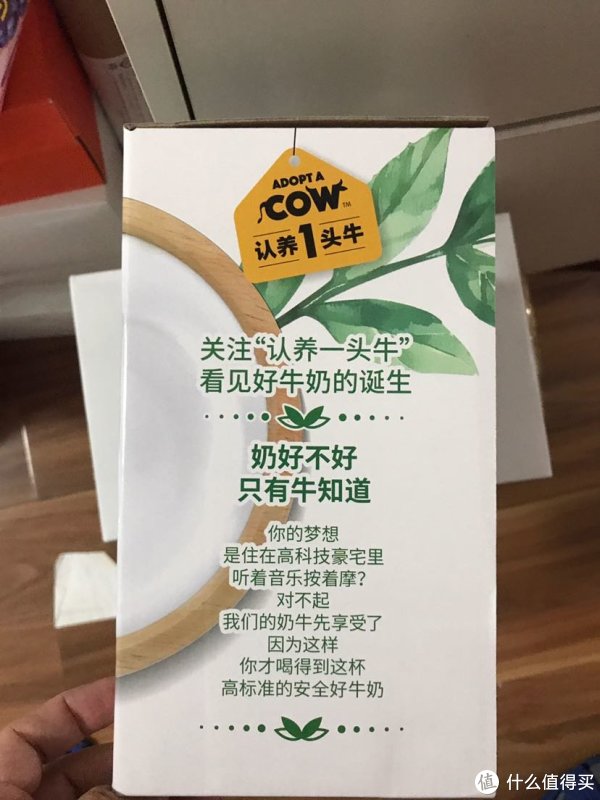 ADOPT A
COW™
认养1头牛
关注“认养一头牛”
看见好牛奶的诞生
奶好不好
只有牛知道
你的梦想
是住在高科技豪宅里
听着音乐按着摩？
对不起
我们的奶牛先享受了
因为这样
你才喝得到这杯
高标准的安全好牛奶
值 什么值得买